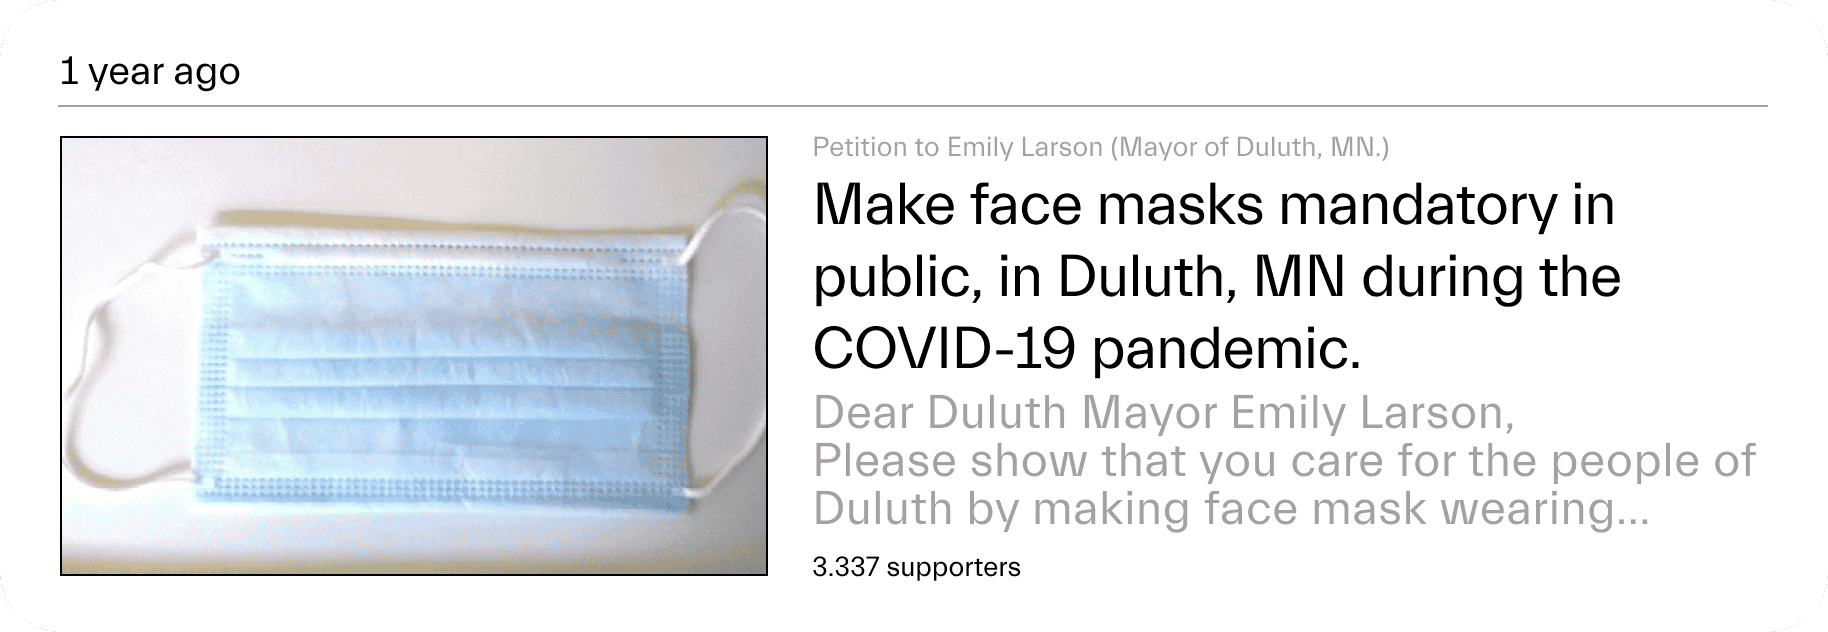 1 year ago
Petition to Emily Larson (Mayor of Duluth, MN.)
Make face masks mandatory in
public, in Duluth, MN during the
COVID-19 pandemic.
Dear Duluth Mayor Emily Larson,
Please show that you care for the people of
Duluth by making face mask wearing...
3.337 supporters